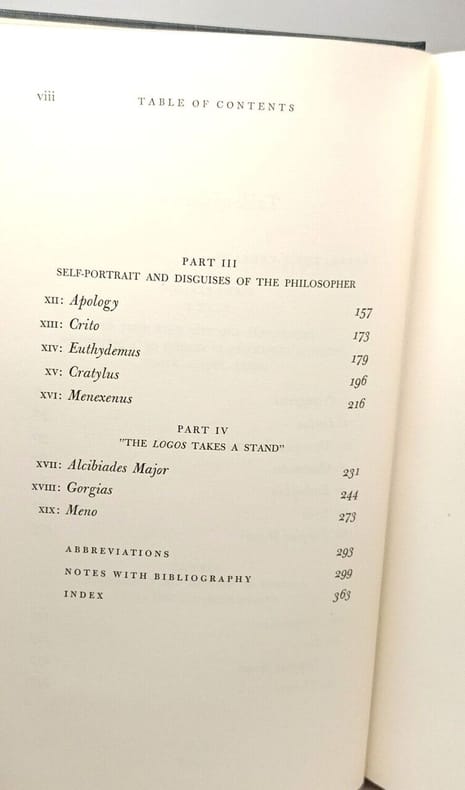 viii TABLE OF CONTENTS
PART III
SELF-PORTRAIT AND DISGUISES OF THE PHILOSOPHER
XII: Apology 157
XIII: Crito 173
XIV: Euthydemus 179
XV: Cratylus 196
XVI: Menexenus 216
PART IV
"THE LOGOS TAKES A STAND"
XVII: Alcibiades Major 231
XVIII: Gorgias 244
XIX: Meno 273
ABBREVIATIONS 293
NOTES WITH BIBLIOGRAPHY 299
INDEX 363